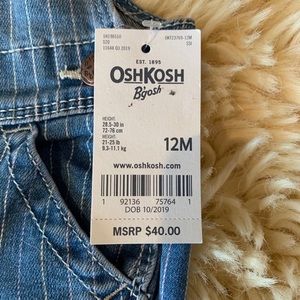 EST. 1895
OSHKOSH
B'gosh
HEIGHT:
28.5-30 in
72-76 cm
WEIGHT:
21-25 lb
9.5-11.1 kg
12M
www.oshkosh.com
1 92136 75764 1
DOB 10/2019
MSRP $40.00